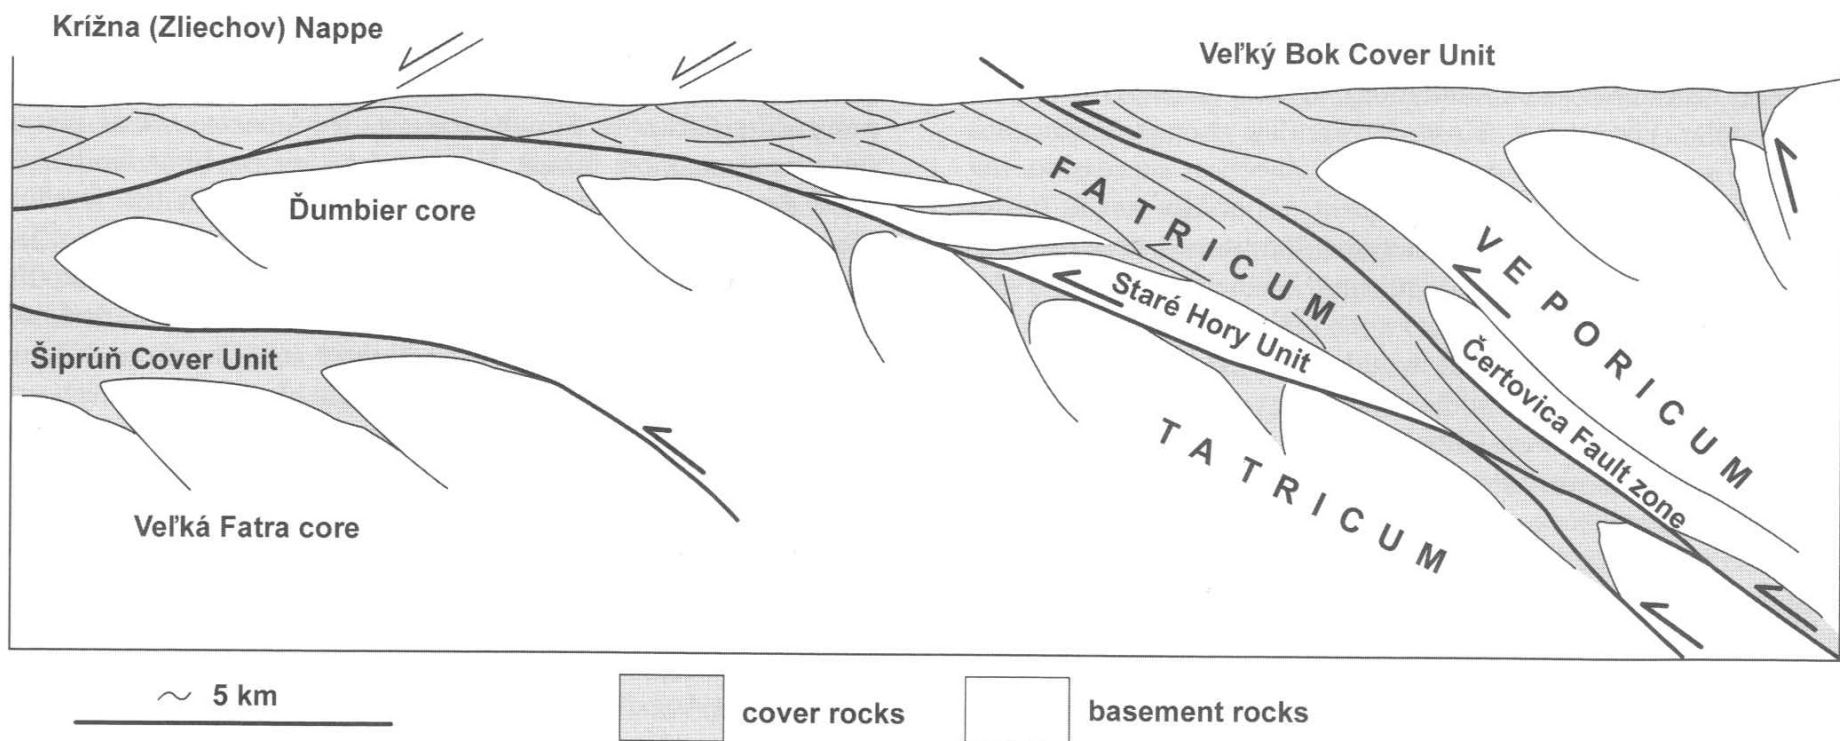 Krížna (Zliechov) Nappe
Veľký Bok Cover Unit
FATRICUM
Ďumbier core
VEPORICUM
Staré Hory Unit
Šiprúň Cover Unit
Čertovica Fault zone
TATRICUM
Veľká Fatra core
~ 5 km
cover rocks
basement rocks